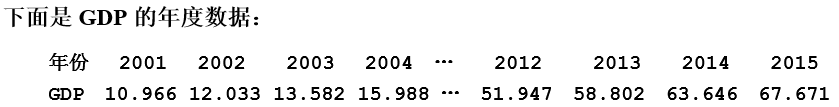 下面是 GDP 的年度数据：
年份 2001 2002 2003 2004 … 2012 2013 2014 2015
GDP 10.966 12.033 13.582 15.988 … 51.947 58.802 63.646 67.671